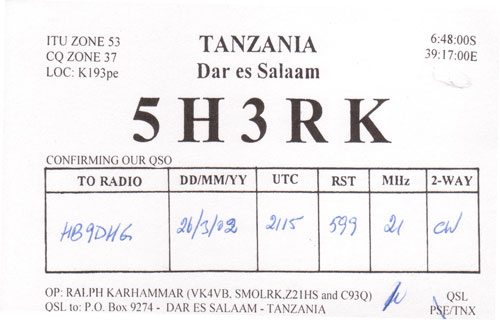 ITU ZONE 53
CQ ZONE 37
LOC: K193pe
TANZANIA
Dar es Salaam
6:48:00S
39:17:00E
5H3RK
CONFIRMING OUR QSO
TO RADIO DD/MM/YY UTC RST MHz 2-WAY
HB9DHG 26/3/02 2115 599 21 CW
OP: RALPH KARHAMMAR (VK4VB, SMOLRK,Z21HS and C93Q)
QSL to: P.O. Box 9274 - DAR ES SALAAM - TANZANIA
QSL
PSE/TNX